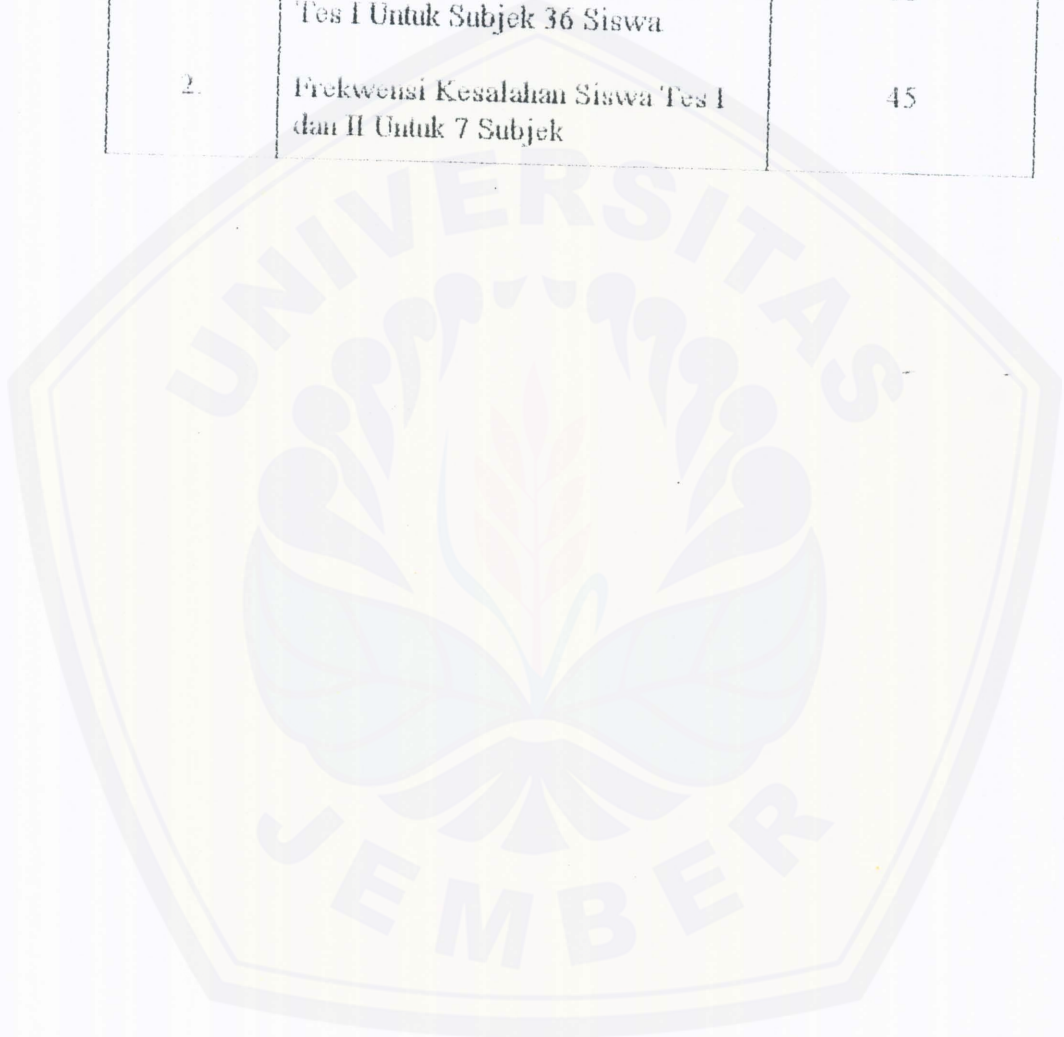 Tes I Untuk Subjek 36 Siswa
2. Frekwensi Kesalahan Siswa Tes I 45
dan II Untuk 7 Subjek
UNIVERSITAS
JEMBER